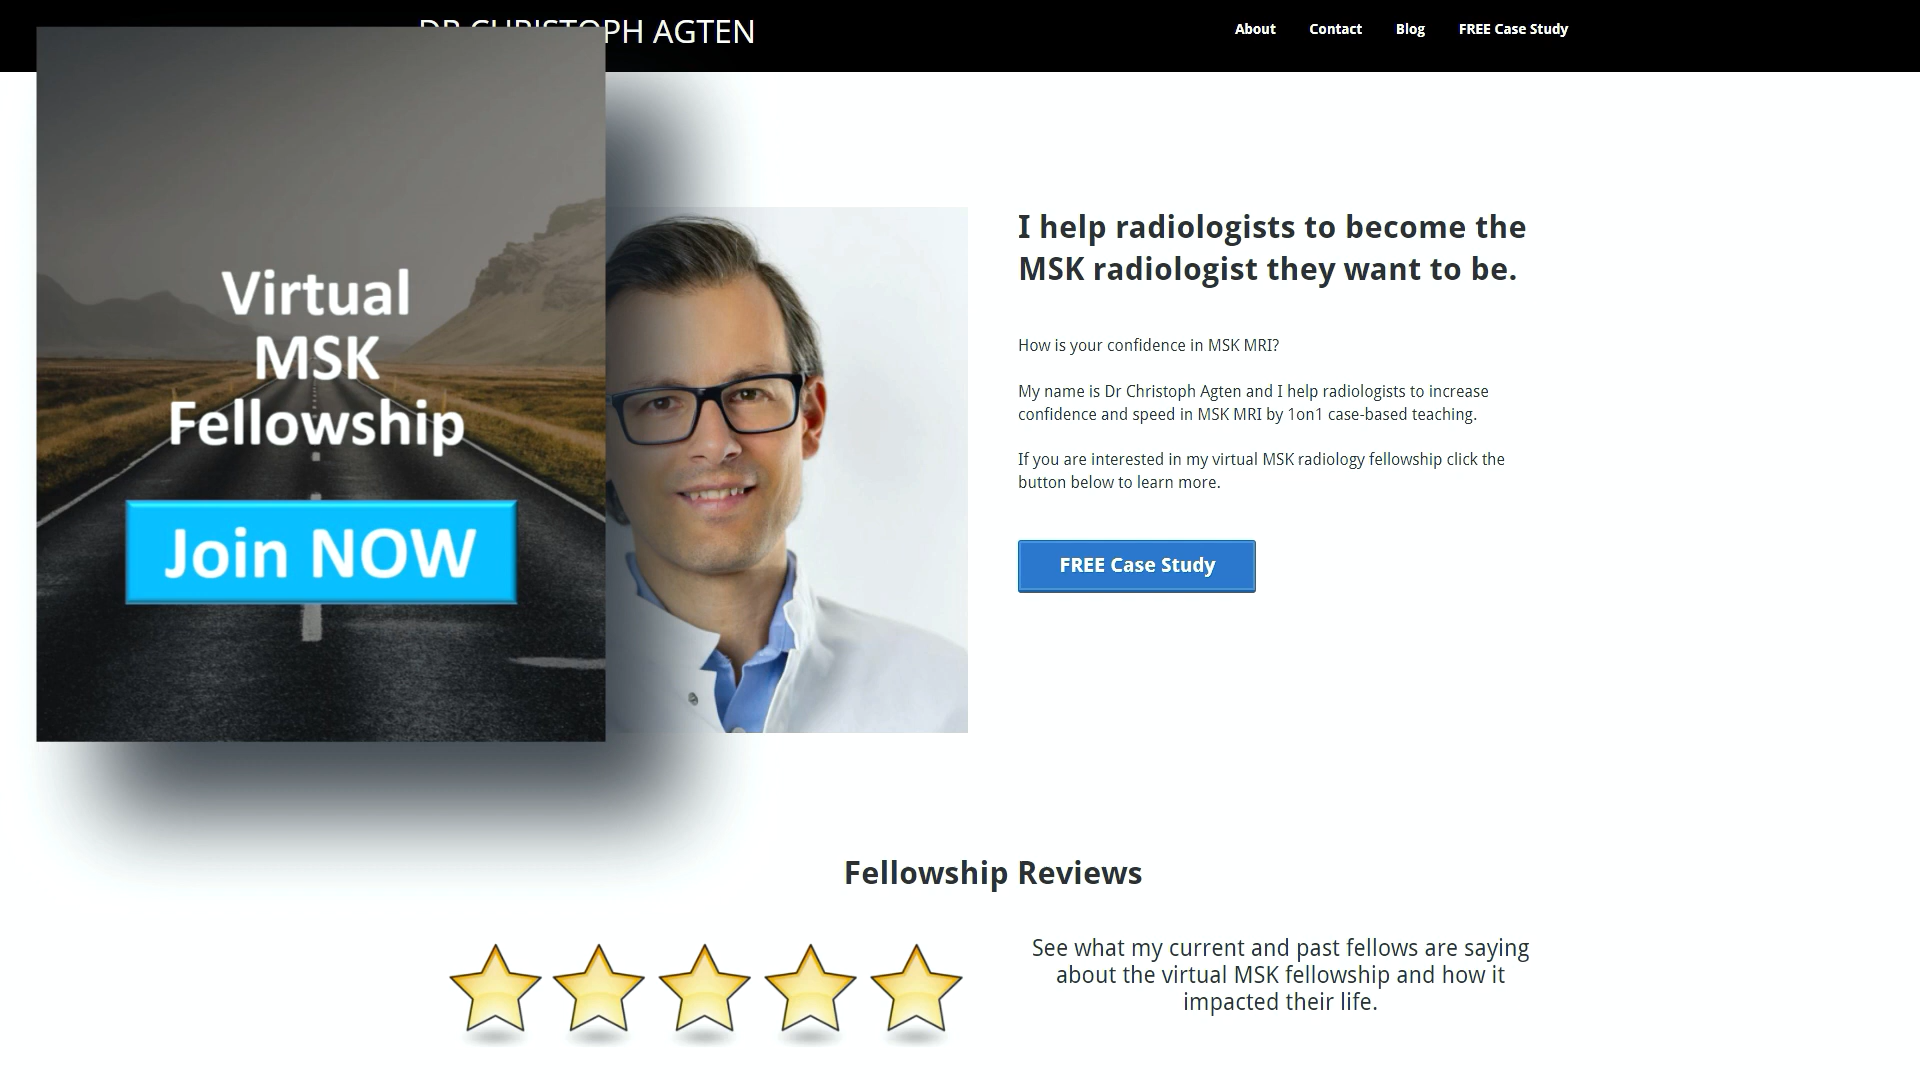 DR CHRISTOPH AGTEN
About
Contact
Blog
FREE Case Study
Virtual
MSK
Fellowship
Join NOW
I help radiologists to become the
MSK radiologist they want to be.
How is your confidence in MSK MRI?
My name is Dr Christoph Agten and I help radiologists to increase
confidence and speed in MSK MRI by 1on1 case-based teaching.
If you are interested in my virtual MSK radiology fellowship click the
button below to learn more.
FREE Case Study
Fellowship Reviews
See what my current and past fellows are saying
about the virtual MSK fellowship and how it
impacted their life.